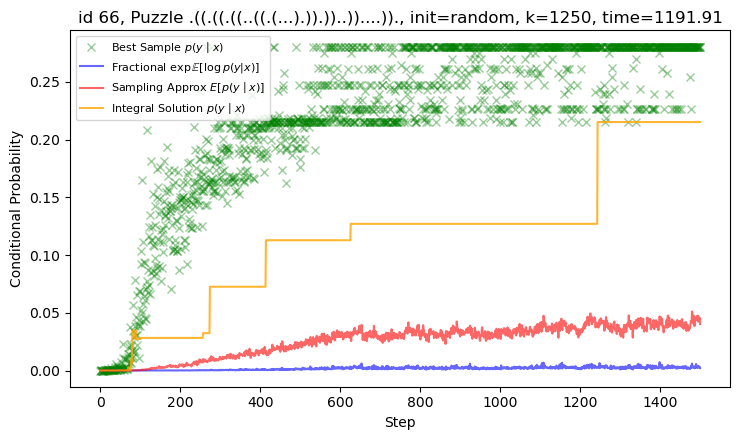 id 66, Puzzle .((.((.((..((.(...).)).))..))....))., init=random, k=1250, time=1191.91
Best Sample p(y | x)
Fractional exp𝔼[log p(y|x)]
Sampling Approx E[p(y | x)]
Integral Solution p(y | x)
0.25
0.20
0.15
0.10
0.05
0.00
Conditional Probability
0 200 400 600 800 1000 1200 1400
Step